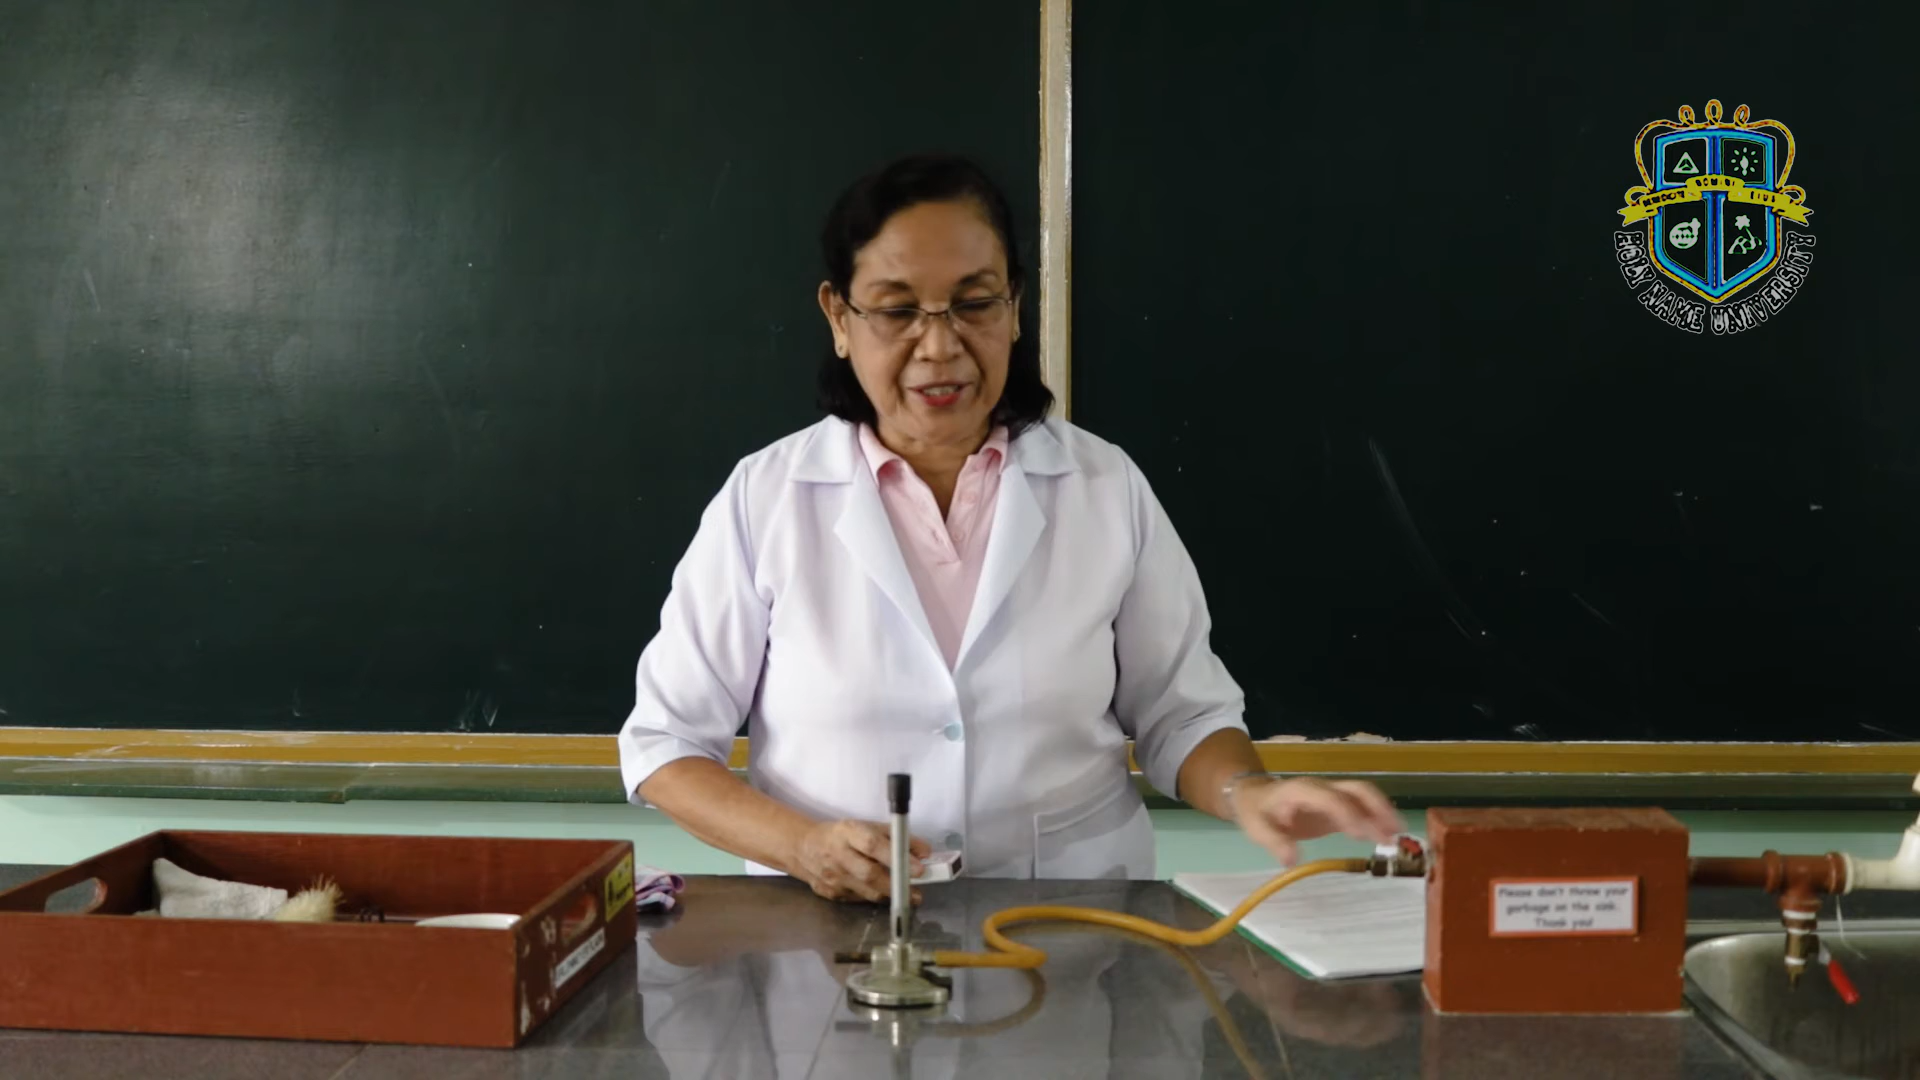 HOLY NAME UNIVERSITY
Please don't throw your
garbage on the sink.
Thank you!